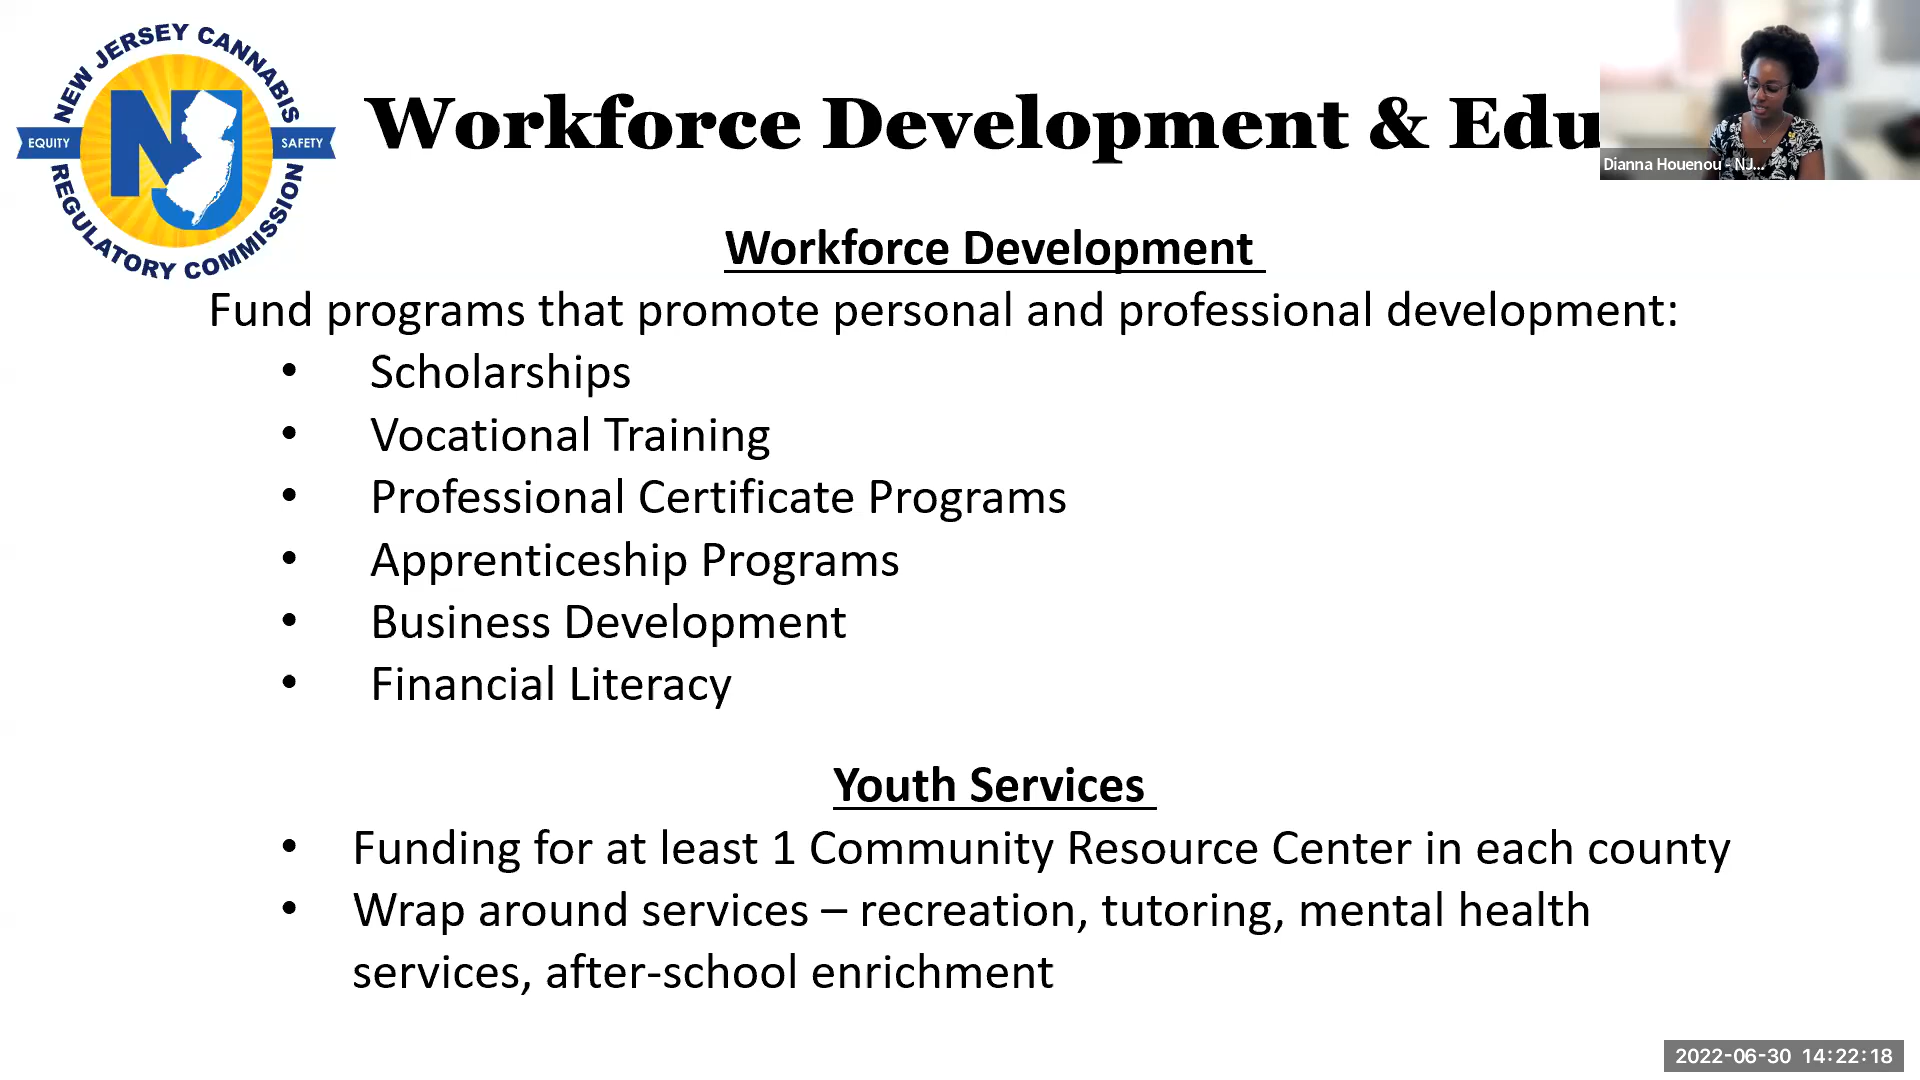 NEW JERSEY CANNABIS
EQUITY
SAFETY
NJ
REGULATORY COMMISSION
Workforce Development & Edu
Dianna Houenou - NJ...
Workforce Development
Fund programs that promote personal and professional development:
• Scholarships
• Vocational Training
• Professional Certificate Programs
• Apprenticeship Programs
• Business Development
• Financial Literacy
Youth Services
• Funding for at least 1 Community Resource Center in each county
• Wrap around services – recreation, tutoring, mental health
services, after-school enrichment
2022-06-30 14:22:18